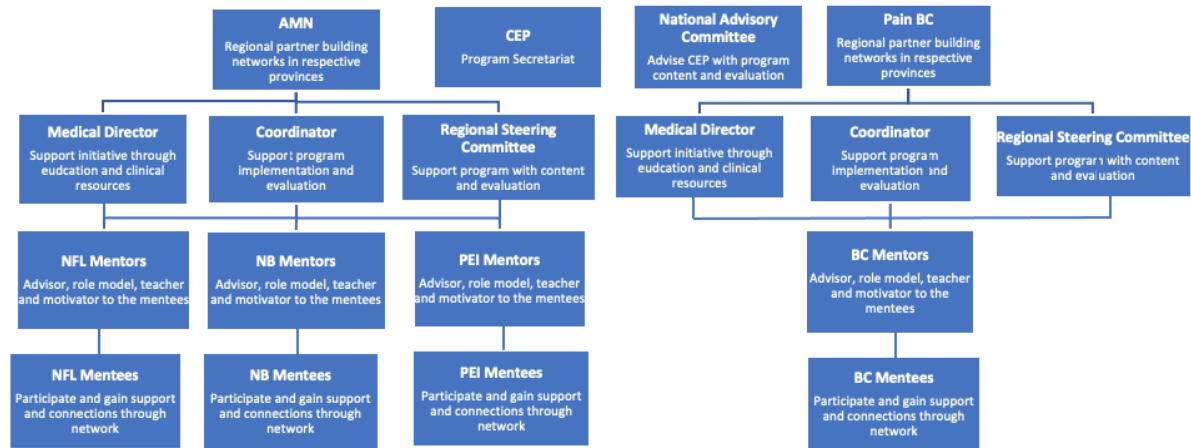 AMN
Regional partner building
networks in respective
provinces
CEP
Program Secretariat
National Advisory
Committee
Advise CEP with program
content and evaluation
Pain BC
Regional partner building
networks in respective
provinces
Medical Director
Support initiative through
eudcation and clinical
resources
Coordinator
Support program
implementation and
evaluation
Regional Steering
Committee
Support program with content
and evaluation
Medical Director
Support initiative through
education and clinical
resources
Coordinator
Support program
implementation and
evaluation
Regional Steering Committee
Support program with content
and evaluation
NFL Mentors
Advisor, role model, teacher
and motivator to the mentees
NB Mentors
Advisor, role model, teacher
and motivator to the mentees
PEI Mentors
Advisor, role model, teacher
and motivator to the mentees
BC Mentors
Advisor, role model, teacher
and motivator to the
mentees
NFL Mentees
Participate and gain support
and connections through
network
NB Mentees
Participate and gain support
and connections through
network
PEI Mentees
Participate and gain support
and connections through
network
BC Mentees
Participate and gain support
and connections through
network